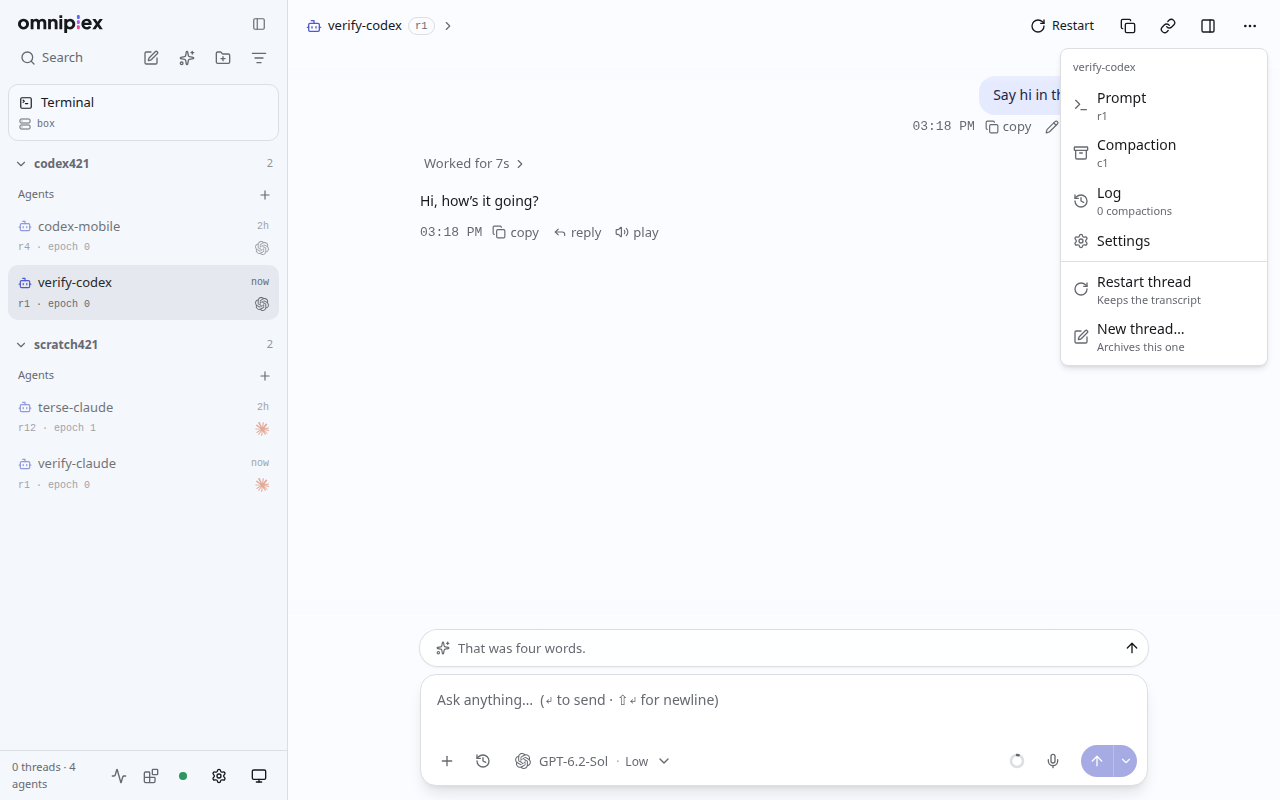 omniplex
Search
Terminal
box
codex421 2
Agents
codex-mobile 2h
r4 · epoch 0
verify-codex now
r1 · epoch 0
scratch421 2
Agents
terse-claude 2h
r12 · epoch 1
verify-claude now
r1 · epoch 0
0 threads · 4
agents
verify-codex r1
Restart
Say hi in
03:18 PM copy
Worked for 7s
Hi, how’s it going?
03:18 PM copy reply play
verify-codex
Prompt
r1
Compaction
c1
Log
0 compactions
Settings
Restart thread
Keeps the transcript
New thread...
Archives this one
That was four words.
Ask anything... (↲ to send · ⇧↲ for newline)
GPT-6.2-Sol · Low